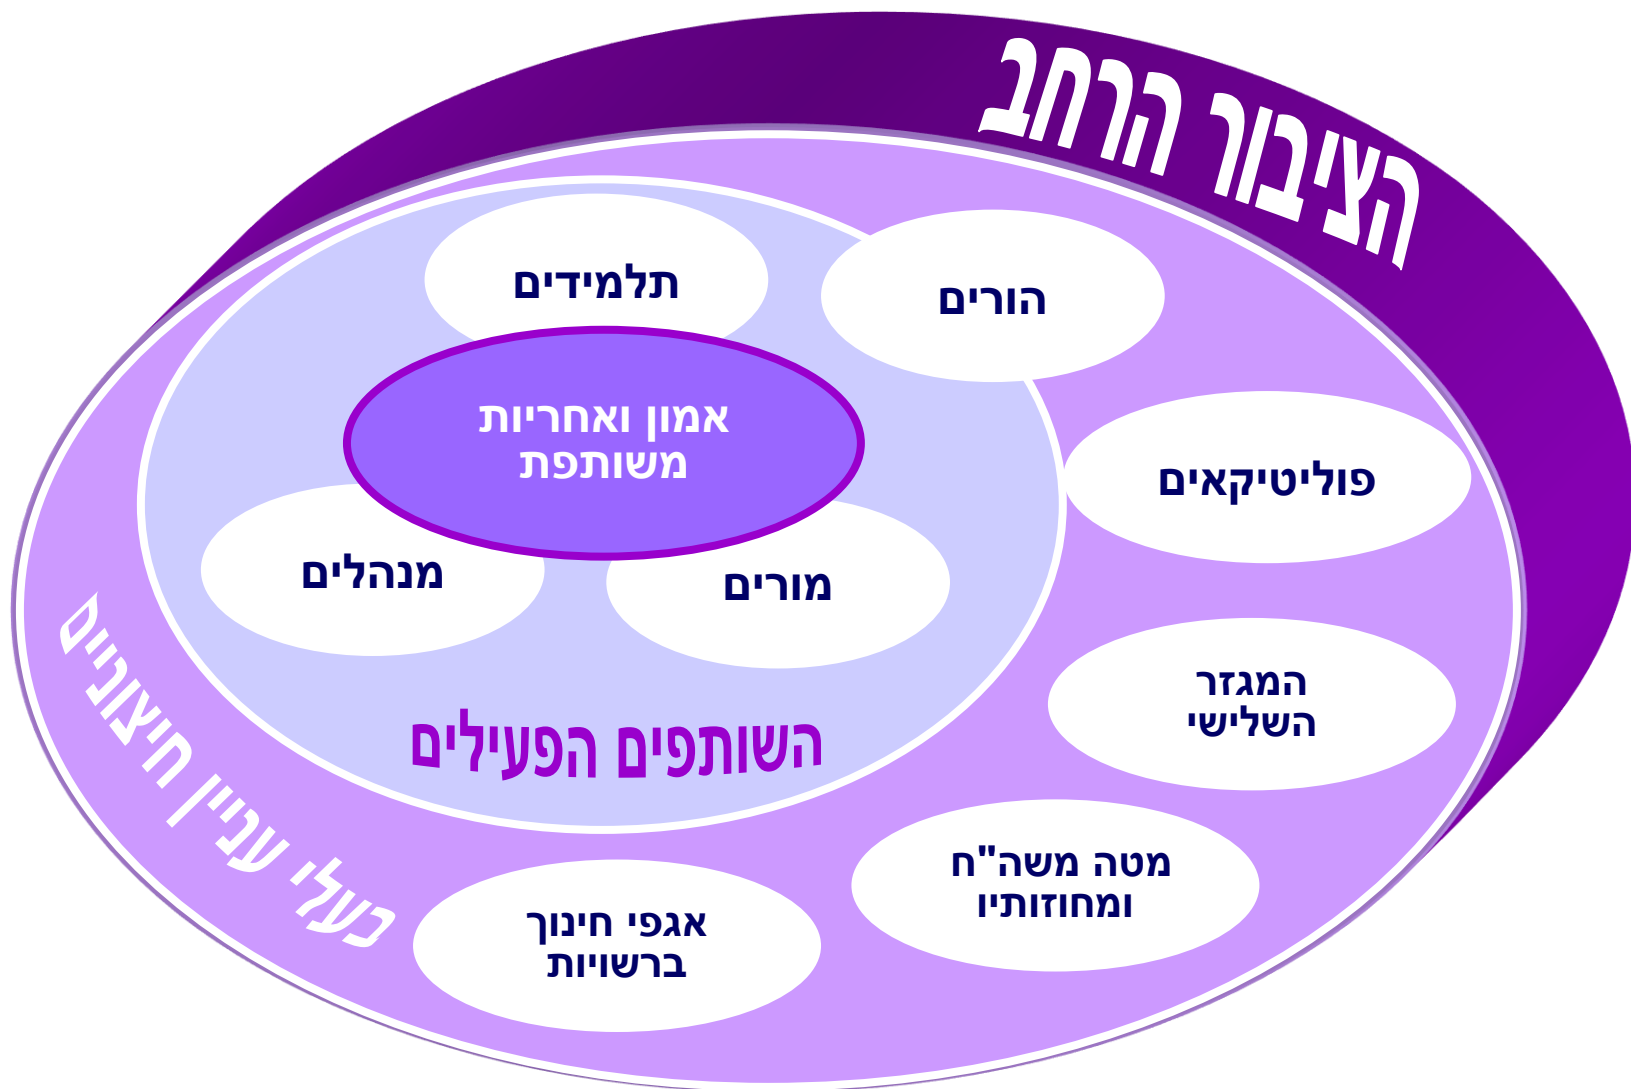 הציבור הרחב
תלמידים
הורים
אמון ואחריות
משותפת
פוליטיקאים
מנהלים
מורים
המגזר
השלישי
השותפים הפעילים
בעלי עניין חיצוניים
מטה משה"ח
ומחוזותיו
אגפי חינוך
ברשויות